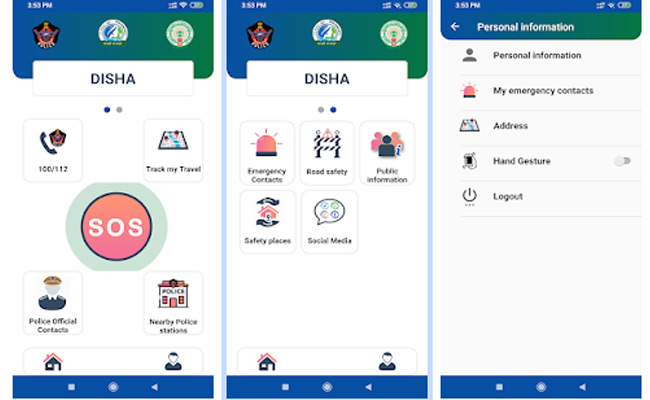 3:53 PM
DISHA
100/112
Track my Travel
SOS
Police Official
Contacts
POLICE
Nearby Police
stations
3:53 PM
DISHA
Emergency
Contacts
Road safety
Public
information
Safety places
Social Media
3:53 PM
Personal information
Personal information
My emergency contacts
Address
Hand Gesture
Logout